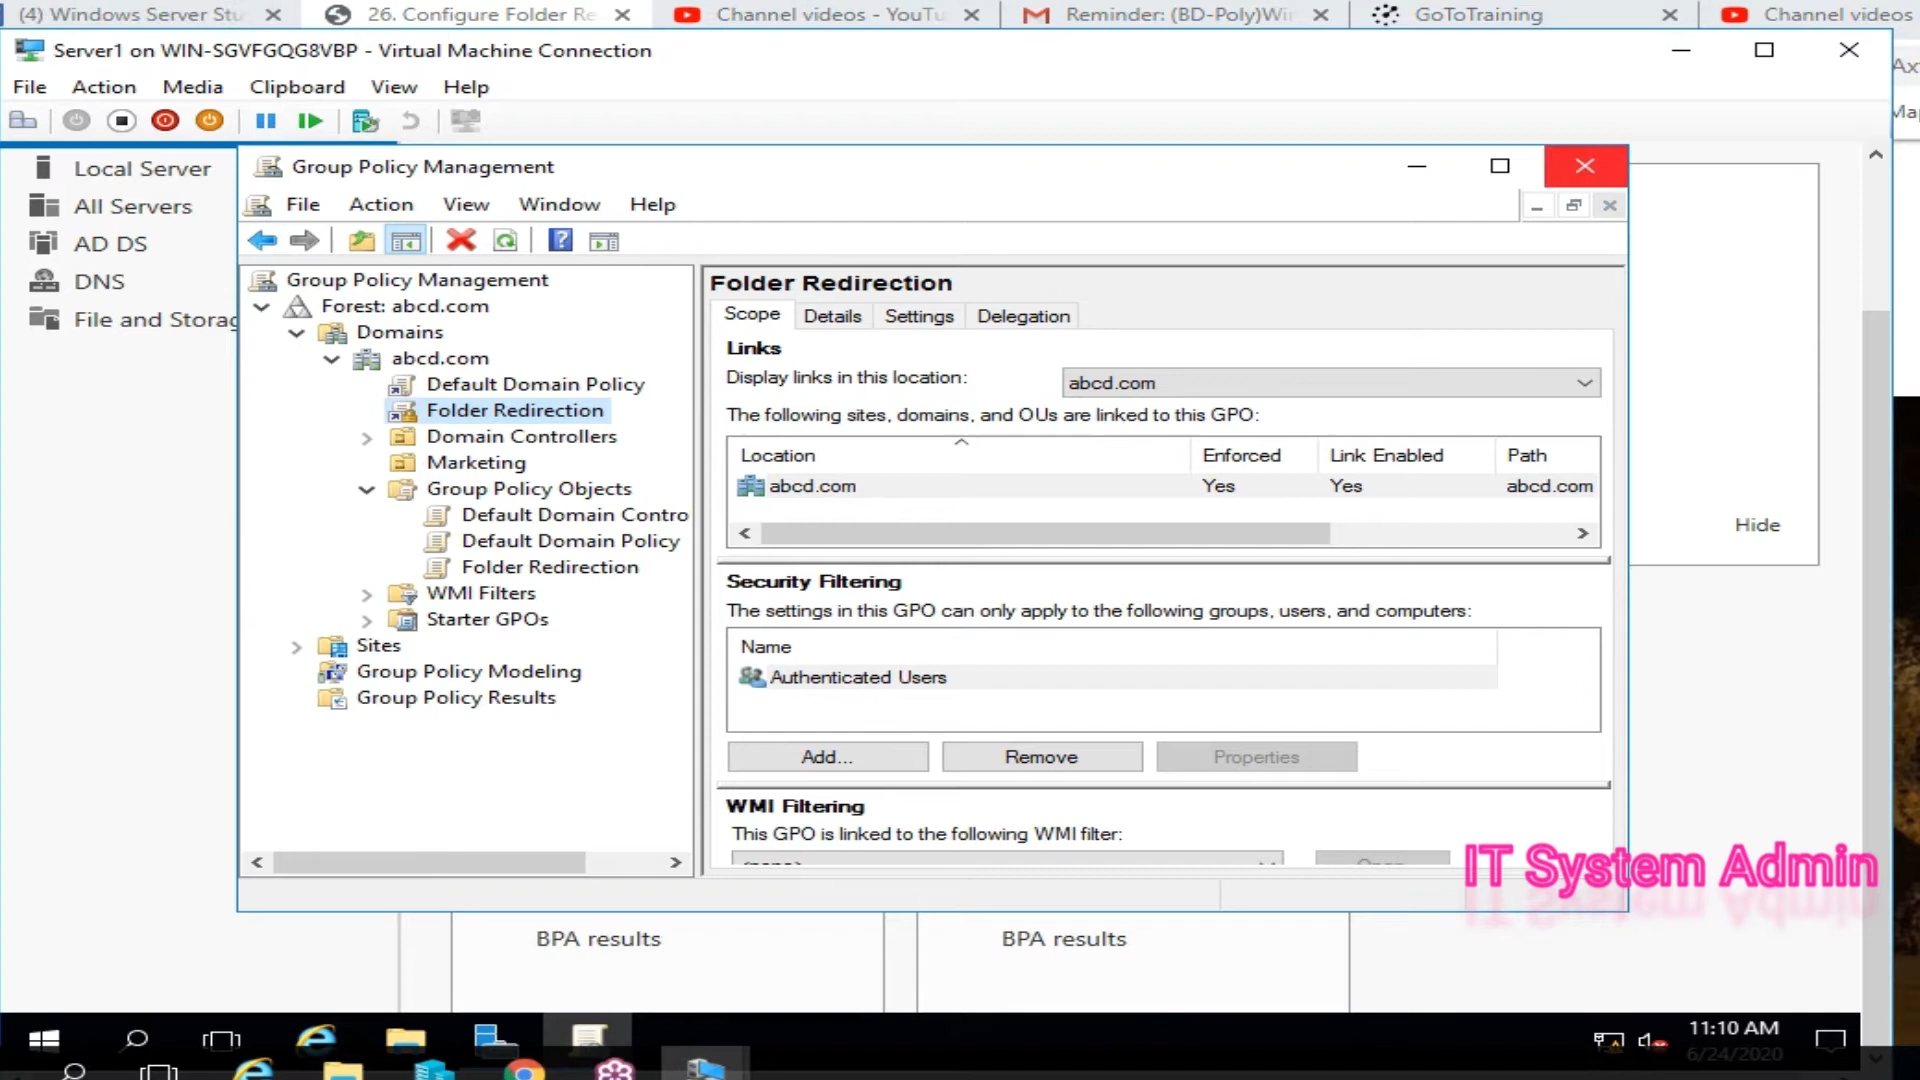 (4) Windows Server Stu
26. Configure Folder Re
Channel videos - YouTu
Reminder: (BD-Poly)Wi
GoToTraining
Channel videos
Server1 on WIN-SGVFGQG8VBP - Virtual Machine Connection
File Action Media Clipboard View Help
Local Server
All Servers
AD DS
DNS
File and Storag
Group Policy Management
File Action View Window Help
Group Policy Management
Forest: abcd.com
Domains
abcd.com
Default Domain Policy
Folder Redirection
Domain Controllers
Marketing
Group Policy Objects
Default Domain Contro
Default Domain Policy
Folder Redirection
WMI Filters
Starter GPOs
Sites
Group Policy Modeling
Group Policy Results
Folder Redirection
Scope Details Settings Delegation
Links
Display links in this location: abcd.com
The following sites, domains, and OUs are linked to this GPO:
Location Enforced Link Enabled Path
abcd.com Yes Yes abcd.com
Security Filtering
The settings in this GPO can only apply to the following groups, users, and computers:
Name
Authenticated Users
Add... Remove Properties
WMI Filtering
This GPO is linked to the following WMI filter:
Hide
IT System Admin
BPA results
BPA results
11:10 AM
6/24/2020